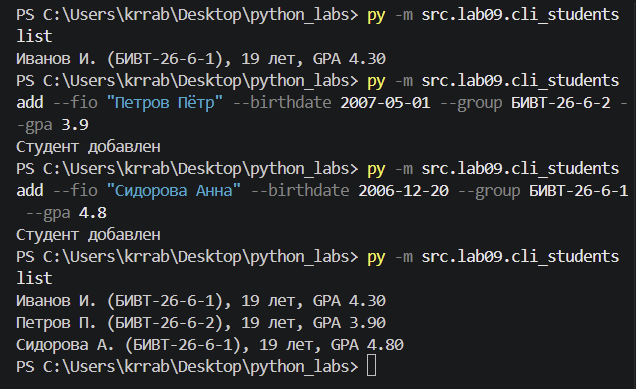 PS C:\Users\krrab\Desktop\python_labs> py -m src.lab09.cli_students
list
Иванов И. (БИВТ-26-6-1), 19 лет, GPA 4.30
PS C:\Users\krrab\Desktop\python_labs> py -m src.lab09.cli_students
add --fio "Петров Пётр" --birthdate 2007-05-01 --group БИВТ-26-6-2 -
-gpa 3.9
Студент добавлен
PS C:\Users\krrab\Desktop\python_labs> py -m src.lab09.cli_students
add --fio "Сидорова Анна" --birthdate 2006-12-20 --group БИВТ-26-6-1
 --gpa 4.8
Студент добавлен
PS C:\Users\krrab\Desktop\python_labs> py -m src.lab09.cli_students
list
Иванов И. (БИВТ-26-6-1), 19 лет, GPA 4.30
Петров П. (БИВТ-26-6-2), 19 лет, GPA 3.90
Сидорова А. (БИВТ-26-6-1), 19 лет, GPA 4.80
PS C:\Users\krrab\Desktop\python_labs>